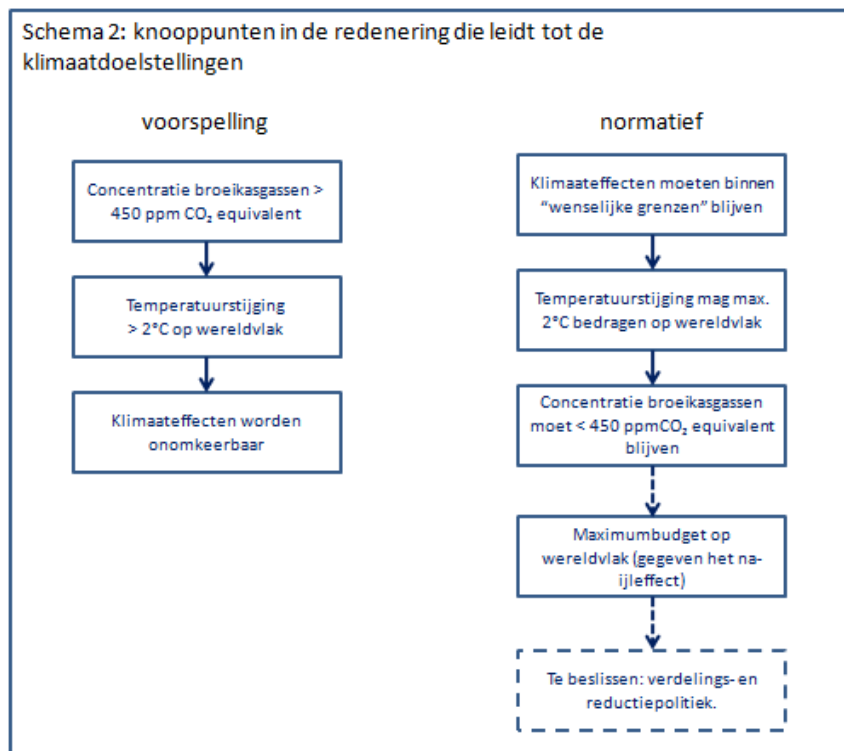 Schema 2: knooppunten in de redenering die leidt tot de
klimaatdoelstellingen
voorspelling
Concentratie broeikasgassen >
450 ppm CO₂ equivalent
Temperatuurstijging
> 2°C op wereldvlak
Klimaateffecten worden
onomkeerbaar
normatief
Klimaateffecten moeten binnen
“wenselijke grenzen” blijven
Temperatuurstijging mag max.
2°C bedragen op wereldvlak
Concentratie broeikasgassen
moet < 450 ppmCO₂ equivalent
blijven
Maximumbudget op
wereldvlak (gegeven het na-
ijleffect)
Te beslissen: verdelings- en
reductiepolitiek.